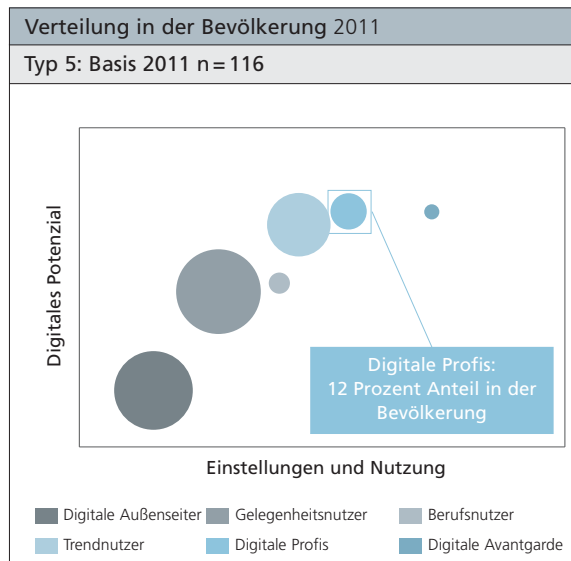 Verteilung in der Bevölkerung 2011
Typ 5: Basis 2011 n = 116
Digitales Potenzial
Digitale Profis:
12 Prozent Anteil in der
Bevölkerung
Einstellungen und Nutzung
Digitale Außenseiter Gelegenheitsnutzer Berufsnutzer
Trendnutzer Digitale Profis Digitale Avantgarde